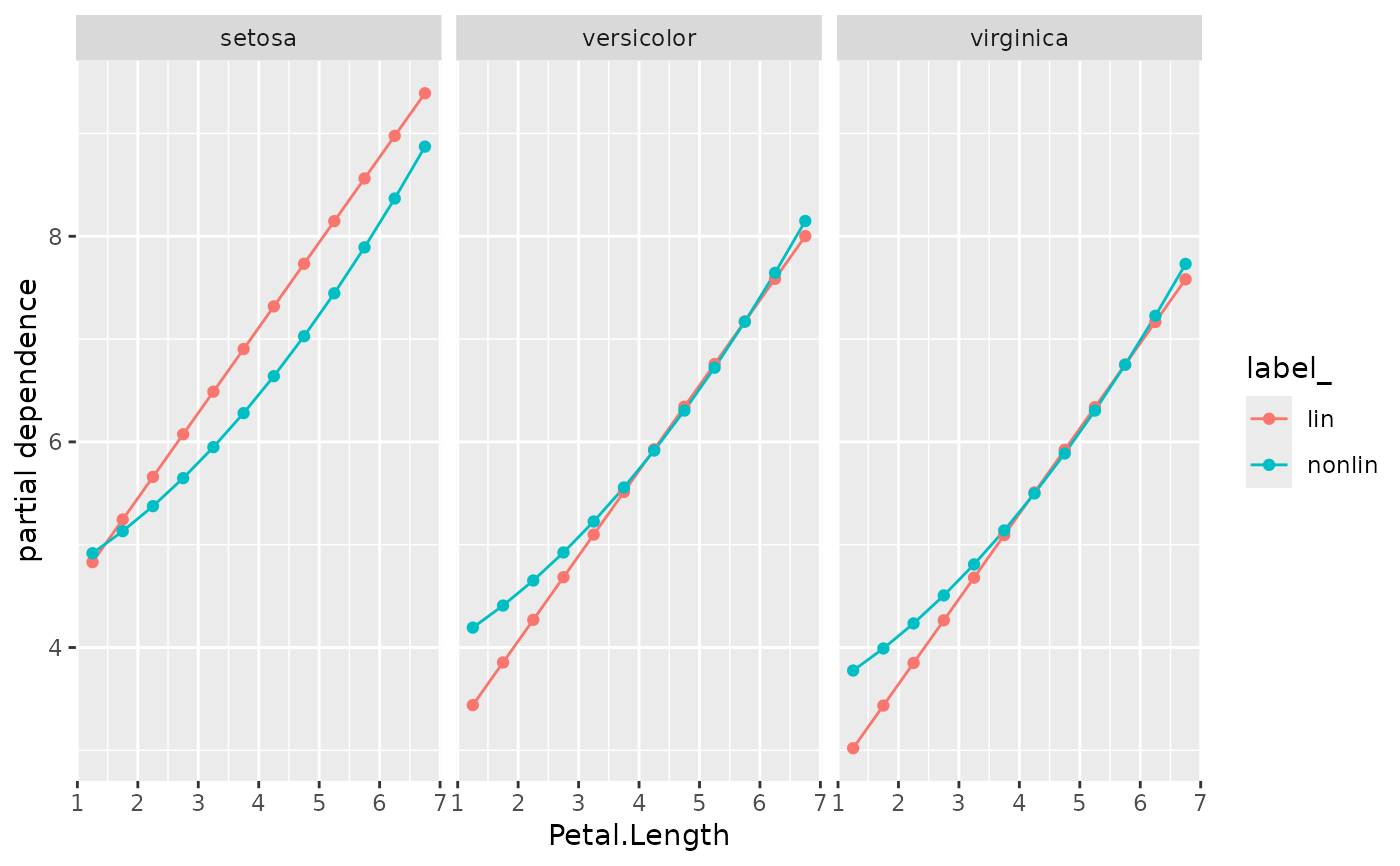 setosa
versicolor
virginica
8
6
4
partial dependence
1 2 3 4 5 6 7
1 2 3 4 5 6 7
1 2 3 4 5 6 7
Petal.Length
label_
lin
nonlin